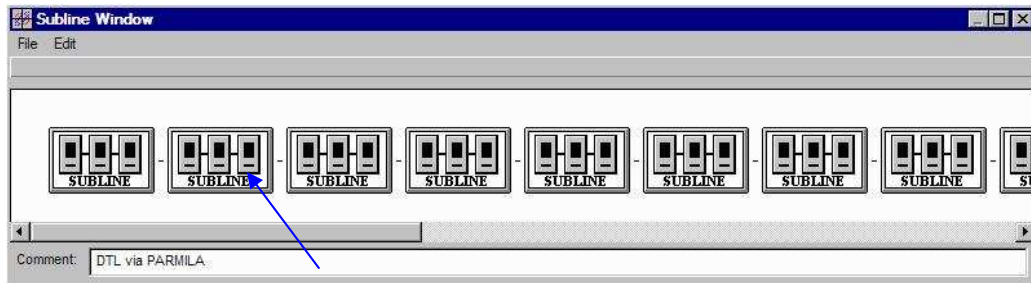 Subline Window
File Edit
SUBLINE SUBLINE SUBLINE SUBLINE SUBLINE SUBLINE SUBLINE SUBLINE
Comment: DTL via PARMILA